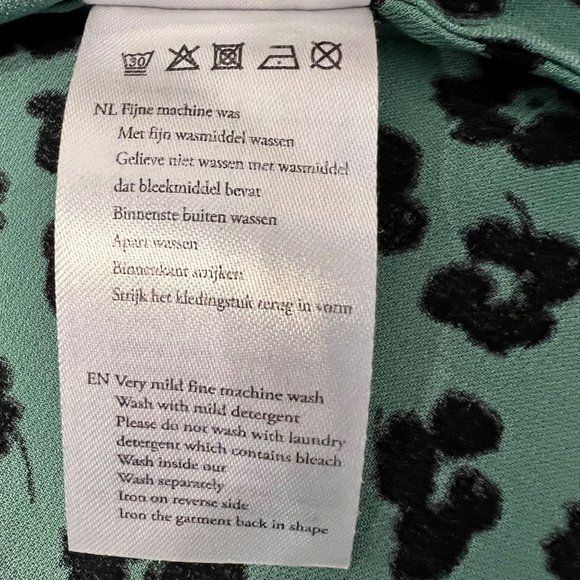 30
NL Fijne machine was
Met fijn wasmiddel wassen
Gelieve niet wassen met wasmiddel
dat bleekmiddel bevat
Binnenste buiten wassen
Apart wassen
Binnenkant strijken
Strijk het kledingstuk terug in vorm
EN Very mild fine machine wash
Wash with mild detergent
Please do not wash with laundry
detergent which contains bleach
Wash inside our
Wash separately
Iron on reverse side
Iron the garment back in shape